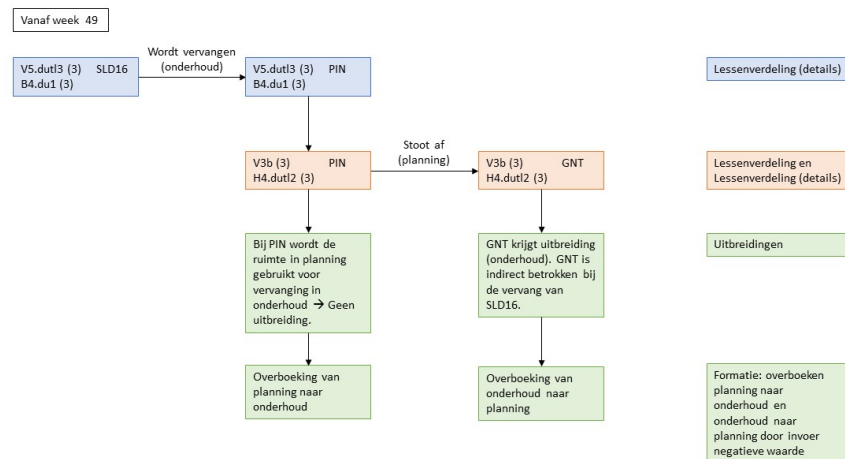 Vanaf week 49
Wordt vervangen
(onderhoud)
V5.dutl3 (3) SLD16
B4.du1 (3)
V5.dutl3 (3) PIN
B4.du1 (3)
Lessenverdeling (details)
Stoot af
(planning)
V3b (3) PIN
H4.dutl2 (3)
V3b (3) GNT
H4.dutl2 (3)
Lessenverdeling en
Lessenverdeling (details)
Bij PIN wordt de
ruimte in planning
gebruikt voor
vervanging in
onderhoud → Geen
uitbreiding.
GNT krijgt uitbreiding
(onderhoud). GNT is
indirect betrokken bij
de vervang van
SLD16.
Uitbreidingen
Overboeking van
planning naar
onderhoud
Overboeking van
onderhoud naar
planning
Formatie: overboeken
planning naar
onderhoud en
onderhoud naar
planning door invoer
negatieve waarde